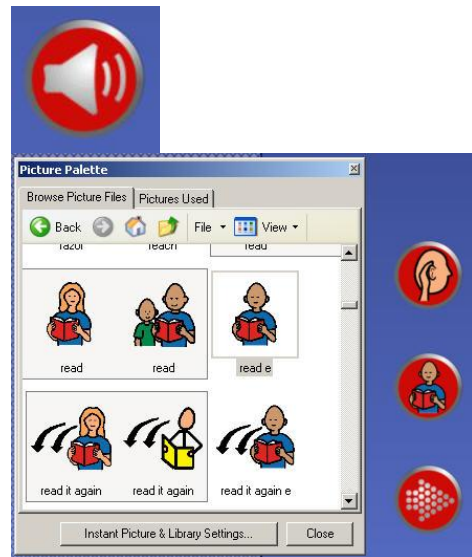 Picture Palette
Browse Picture Files Pictures Used
Back File View
razor teach read
read read read e
read it again read it again read it again e
Instant Picture & Library Settings... Close